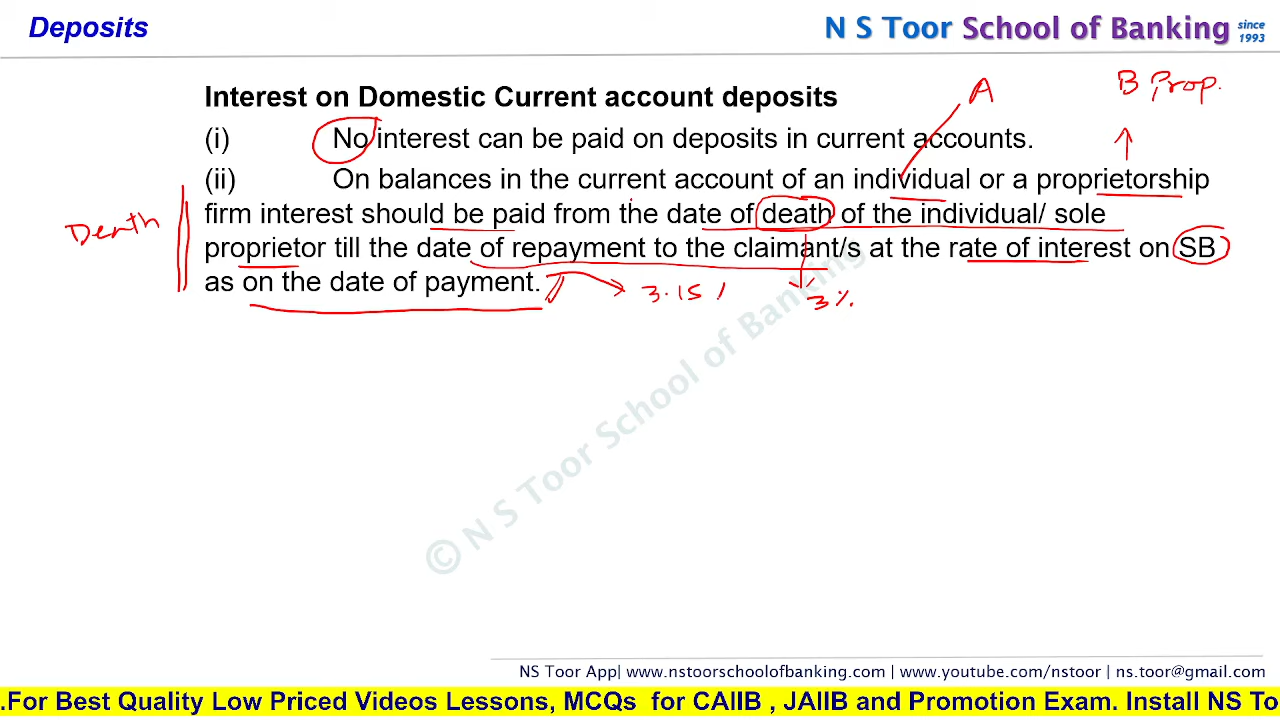 Deposits
N S Toor School of Banking since 1993
A
B Prop.
Interest on Domestic Current account deposits
(i) No interest can be paid on deposits in current accounts.
(ii) On balances in the current account of an individual or a proprietorship
firm interest should be paid from the date of death of the individual/ sole
proprietor till the date of repayment to the claimant/s at the rate of interest on SB
as on the date of payment.
Death
3.15 %
3%
© N S Toor School of Banking
NS Toor App| www.nstoorschoolofbanking.com | www.youtube.com/nstoor | ns.toor@gmail.com
.For Best Quality Low Priced Videos Lessons, MCQs for CAIIB , JAIIB and Promotion Exam. Install NS To